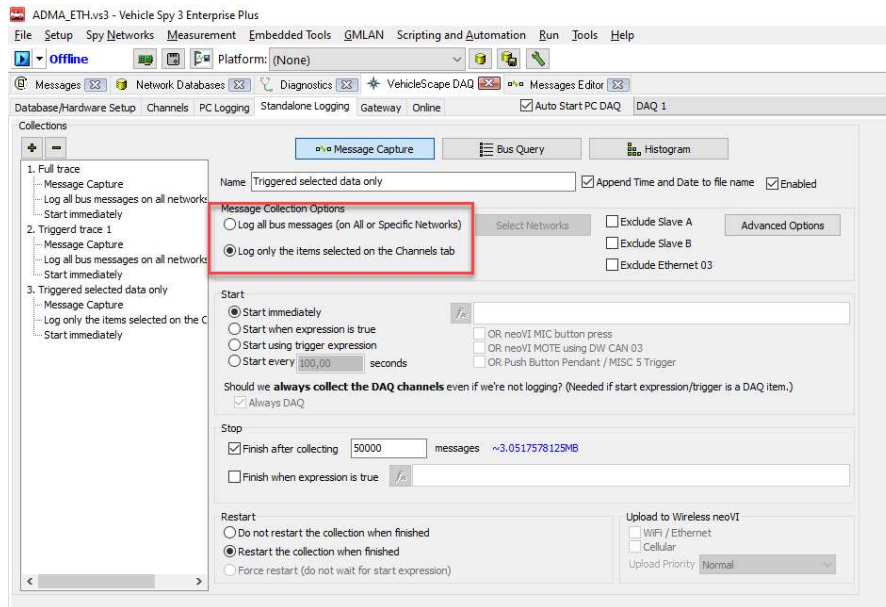 ADMA_ETH.vs3 - Vehicle Spy 3 Enterprise Plus
File Setup Spy Networks Measurement Embedded Tools GMLAN Scripting and Automation Run Tools Help
Offline Platform: (None)
Messages Network Databases Diagnostics VehicleScape DAQ Messages Editor
Database/Hardware Setup Channels PC Logging Standalone Logging Gateway Online Auto Start PC DAQ DAQ 1
Collections
Message Capture Bus Query Histogram
1. Full trace
Message Capture
Log all bus messages on all networks
Start immediately
2. Triggerd trace 1
Message Capture
Log all bus messages on all networks
Start immediately
3. Triggered selected data only
Message Capture
Log only the items selected on the C
Start immediately
Name Triggered selected data only Append Time and Date to file name Enabled
Message Collection Options
Log all bus messages (on All or Specific Networks) Select Networks Exclude Slave A Advanced Options
Exclude Slave B
Log only the items selected on the Channels tab
Exclude Ethernet 03
Start
Start immediately fx
Start when expression is true OR neoVI MIC button press
Start using trigger expression OR neoVI MOTE using DW CAN 03
Start every 100,00 seconds OR Push Button Pendant / MISC 5 Trigger
Should we always collect the DAQ channels even if we're not logging? (Needed if start expression/trigger is a DAQ item.)
Always DAQ
Stop
Finish after collecting 50000 messages ~3.0517578125MB
Finish when expression is true fx
Restart Upload to Wireless neoVI
Do not restart the collection when finished WiFi / Ethernet
Restart the collection when finished Cellular
Force restart (do not wait for start expression) Upload Priority Normal